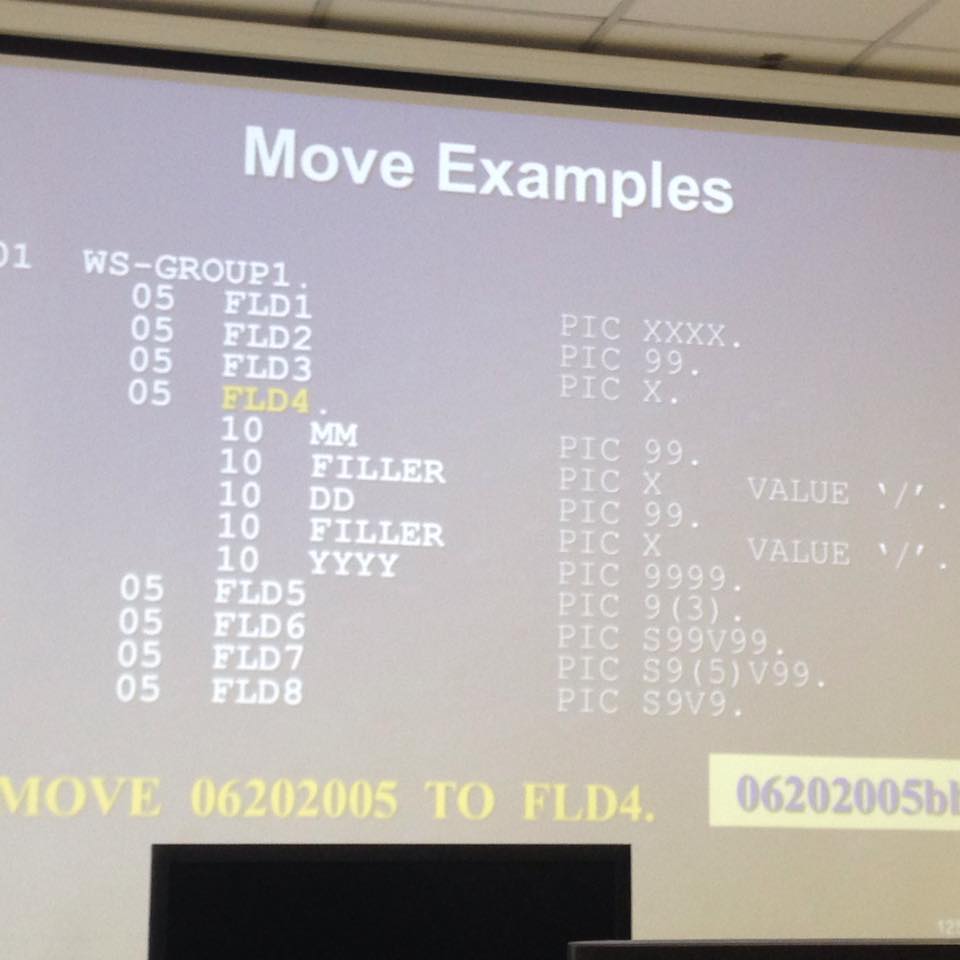 Move Examples
01 WS-GROUP1.
05 FLD1 PIC XXXX.
05 FLD2 PIC 99.
05 FLD3 PIC X.
05 FLD4.
10 MM PIC 99.
10 FILLER PIC X VALUE '/'.
10 DD PIC 99.
10 FILLER PIC X VALUE '/'.
10 YYYY PIC 9999.
05 FLD5 PIC 9(3).
05 FLD6 PIC S99V99.
05 FLD7 PIC S9(5)V99.
05 FLD8 PIC S9V9.
MOVE 06202005 TO FLD4. 06202005bb